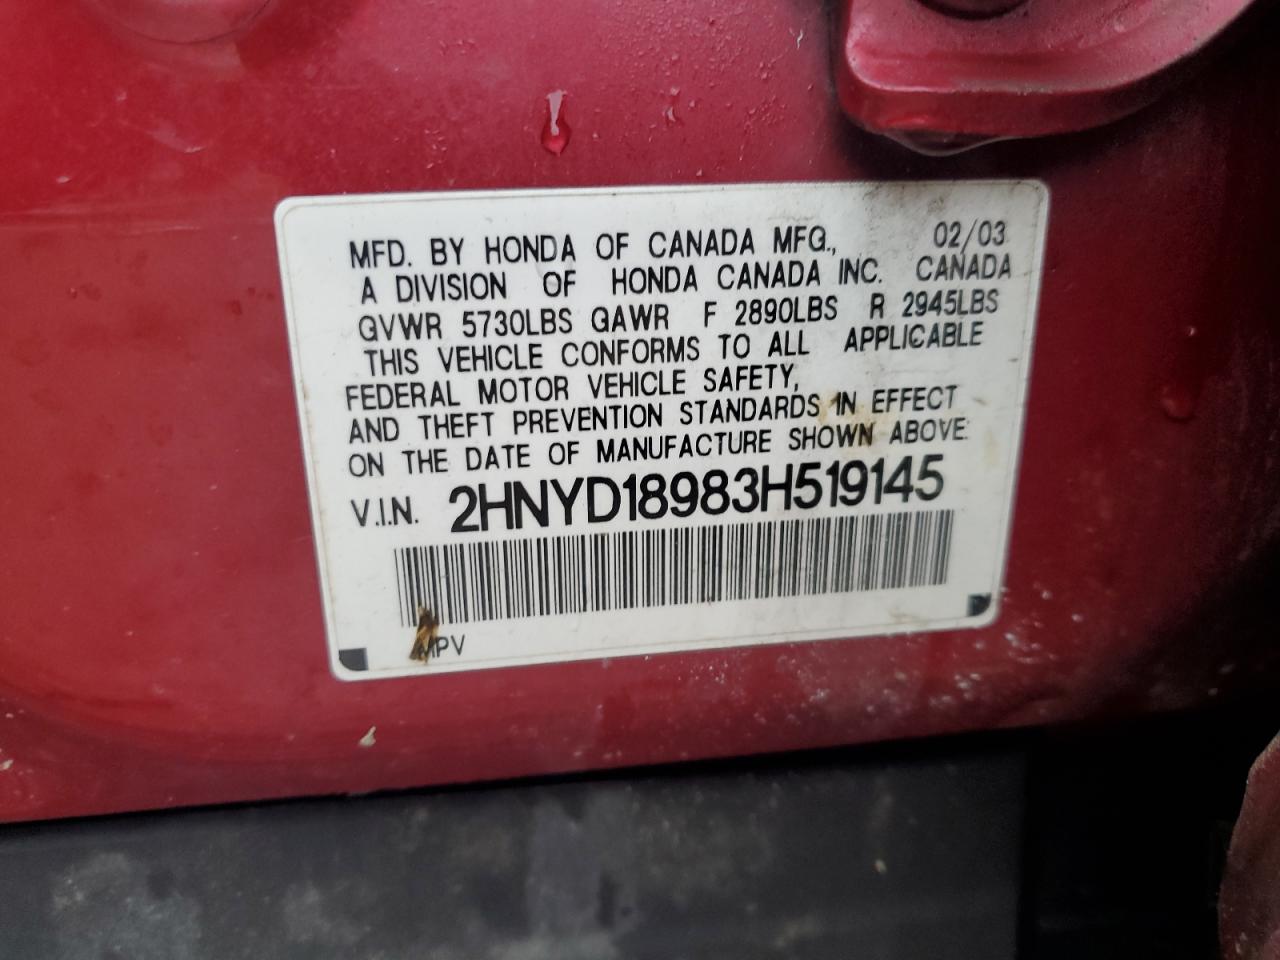 MFD. BY HONDA OF CANADA MFG., 02/03
A DIVISION OF HONDA CANADA INC. CANADA
GVWR 5730LBS GAWR F 2890LBS R 2945LBS
THIS VEHICLE CONFORMS TO ALL APPLICABLE
FEDERAL MOTOR VEHICLE SAFETY,
AND THEFT PREVENTION STANDARDS IN EFFECT
ON THE DATE OF MANUFACTURE SHOWN ABOVE
V.I.N. 2HNYD18983H519145
MPV